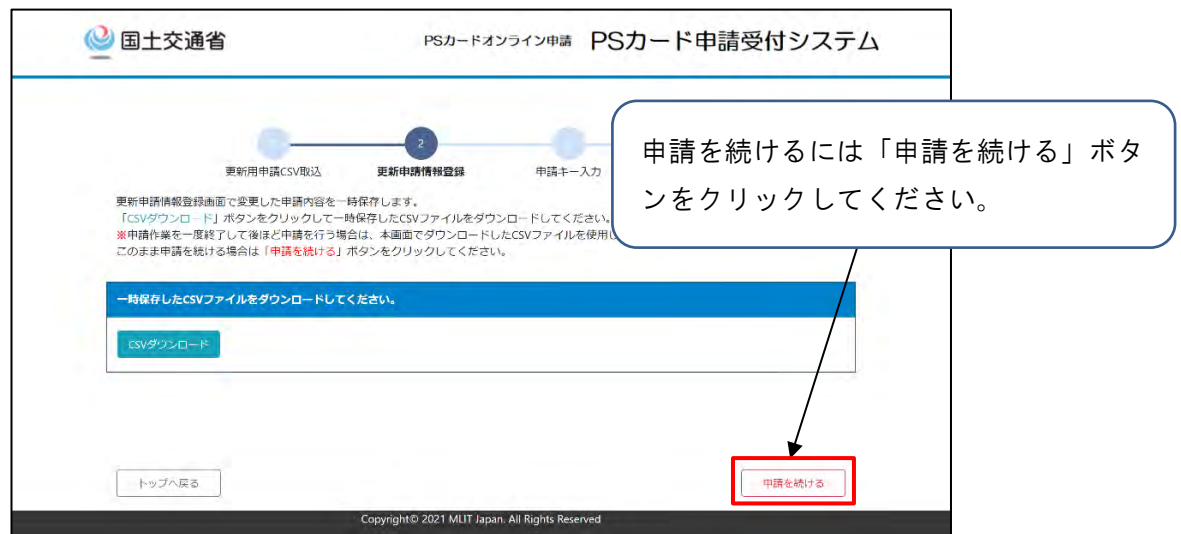 国土交通省
PSカードオンライン申請 PSカード申請受付システム
2
更新用申請CSV取込 更新申請情報登録 申請キー入力
申請を続けるには「申請を続ける」ボタ
ンをクリックしてください。
更新申請情報登録画面で変更した申請内容を一時保存します。
「CSVダウンロード」ボタンをクリックして一時保存したCSVファイルをダウンロードしてください。
※申請作業を一度終了して後ほど申請を行う場合は、本画面でダウンロードしたCSVファイルを使用し
このまま申請を続ける場合は「申請を続ける」ボタンをクリックしてください。
一時保存したCSVファイルをダウンロードしてください。
CSVダウンロード
トップへ戻る
申請を続ける
Copyright© 2021 MLIT Japan. All Rights Reserved